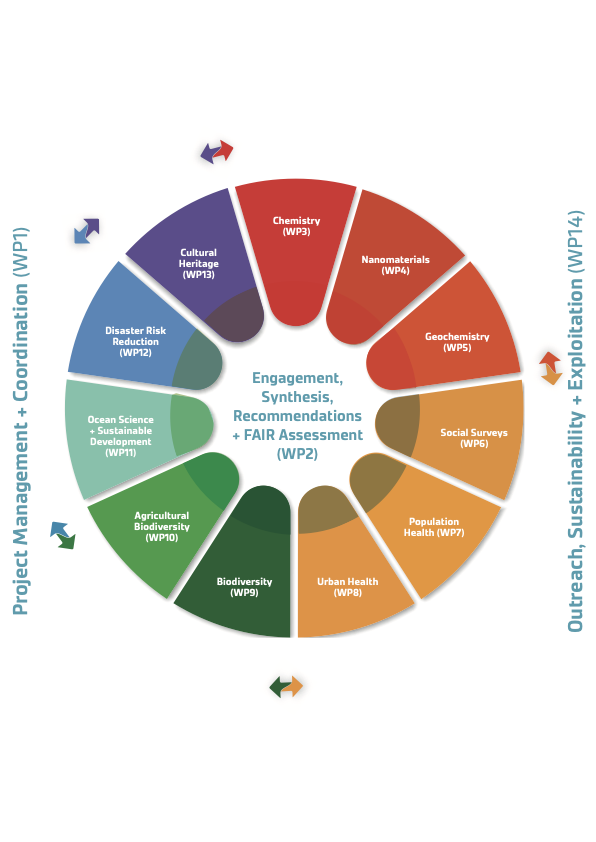 Project Management + Coordination (WP1)
Chemistry
(WP3)
Nanomaterials
(WP4)
Geochemistry
(WP5)
Social Surveys
(WP6)
Population
Health (WP7)
Urban Health
(WP8)
Biodiversity
(WP9)
Agricultural
Biodiversity
(WP10)
Ocean Science
+ Sustainable
Development
(WP11)
Disaster Risk
Reduction
(WP12)
Cultural
Heritage
(WP13)
Engagement,
Synthesis,
Recommendations
+ FAIR Assessment
(WP2)
Outreach, Sustainability + Exploitation (WP14)